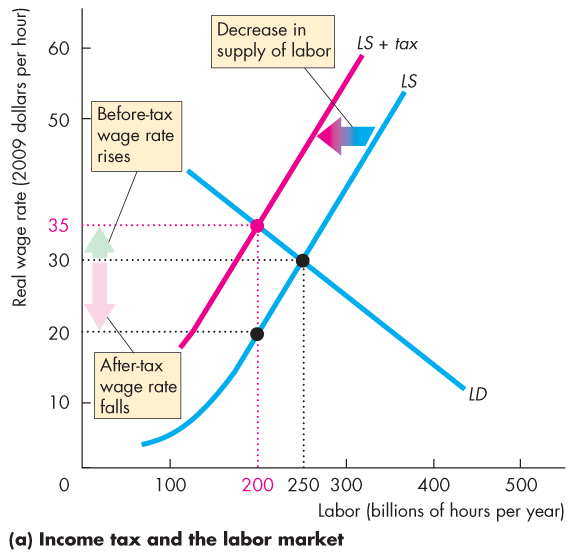 Real wage rate (2009 dollars per hour)
60
50
35
30
20
10
0
100
200
250
300
400
500
Labor (billions of hours per year)
Decrease in
supply of labor
LS + tax
LS
Before-tax
wage rate
rises
After-tax
wage rate
falls
LD
(a) Income tax and the labor market